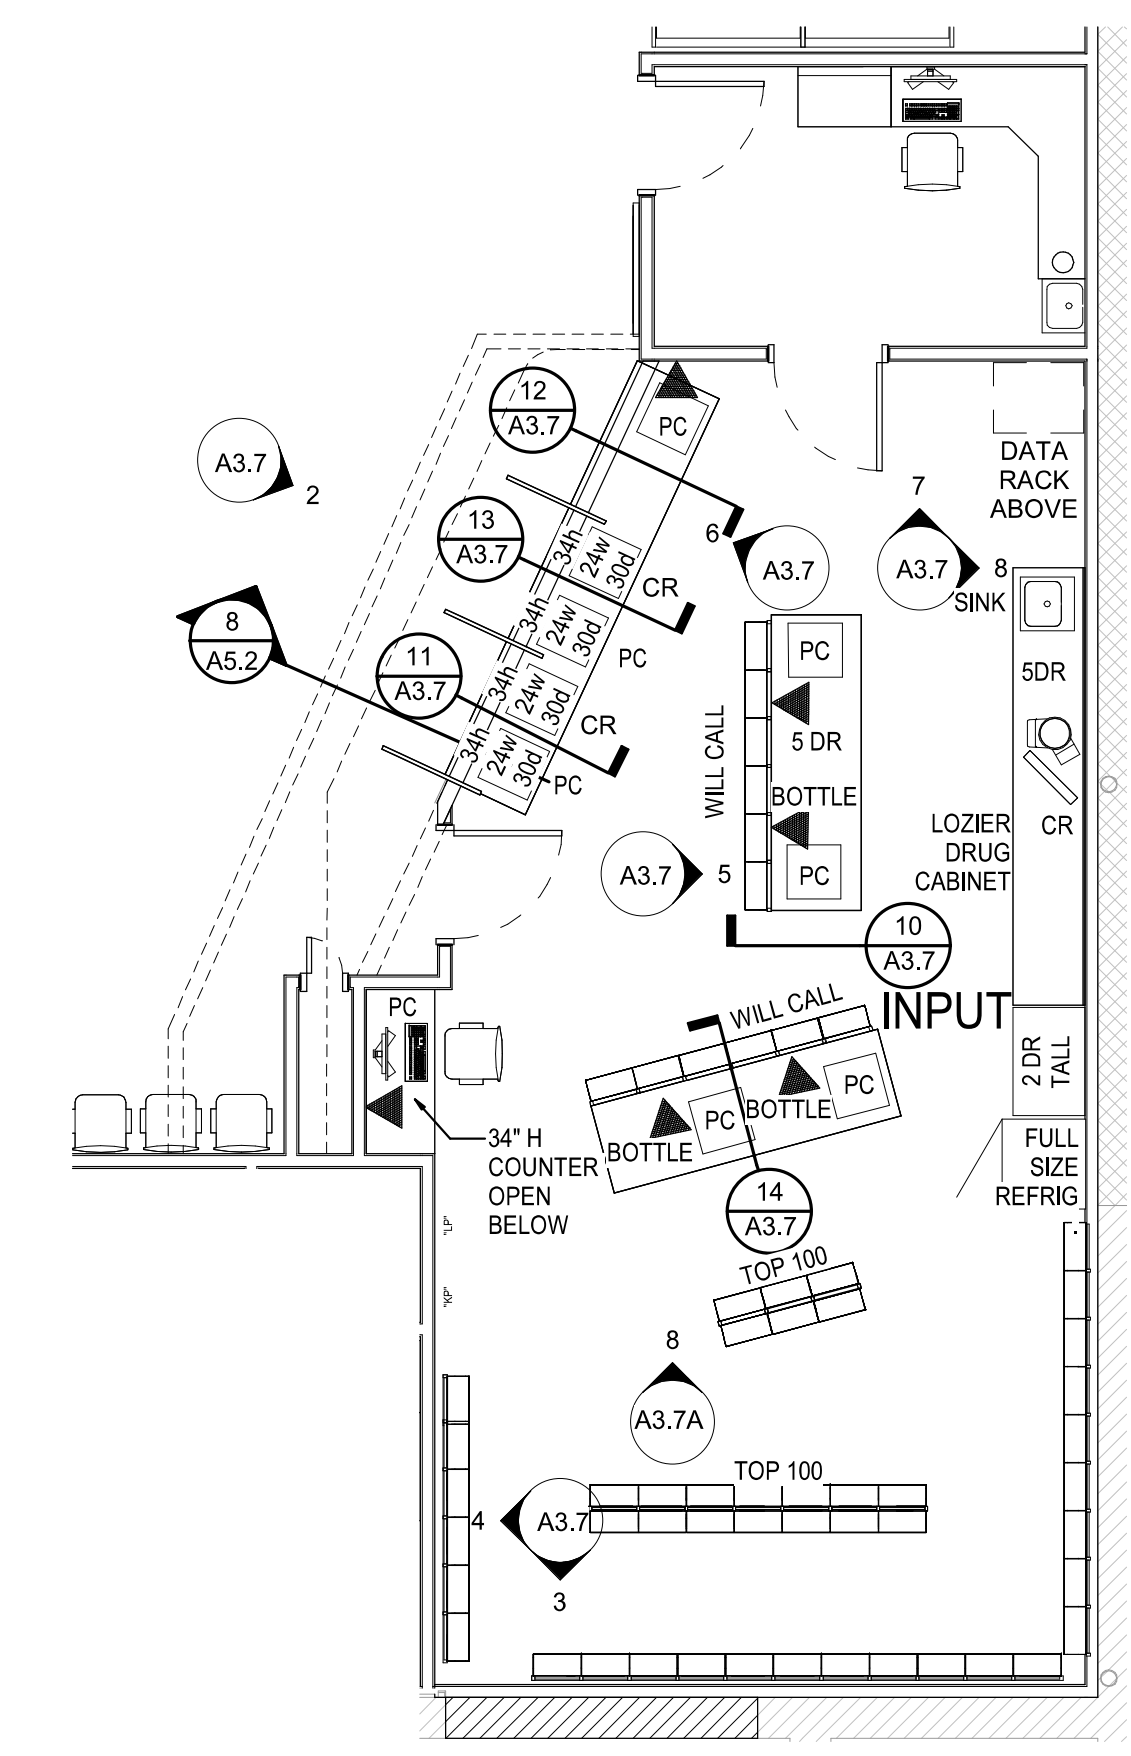 12
A3.7
PC
A3.7
2
DATA
RACK
ABOVE
13
A3.7
34h
24w
30d
CR
6
A3.7
7
A3.7
8
SINK
34h
24w
30d
PC
8
A5.2
11
A3.7
34h
24w
30d
CR
34h
24w
30d
PC
WILL CALL
PC
5 DR
BOTTLE
PC
5DR
CR
LOZIER
DRUG
CABINET
A3.7
5
10
A3.7
INPUT
PC
WILL CALL
PC
BOTTLE
PC
BOTTLE
2 DR
TALL
34" H
COUNTER
OPEN
BELOW
FULL
SIZE
REFRIG
14
A3.7
"LP"
"KP"
TOP 100
8
A3.7A
TOP 100
4
A3.7
3